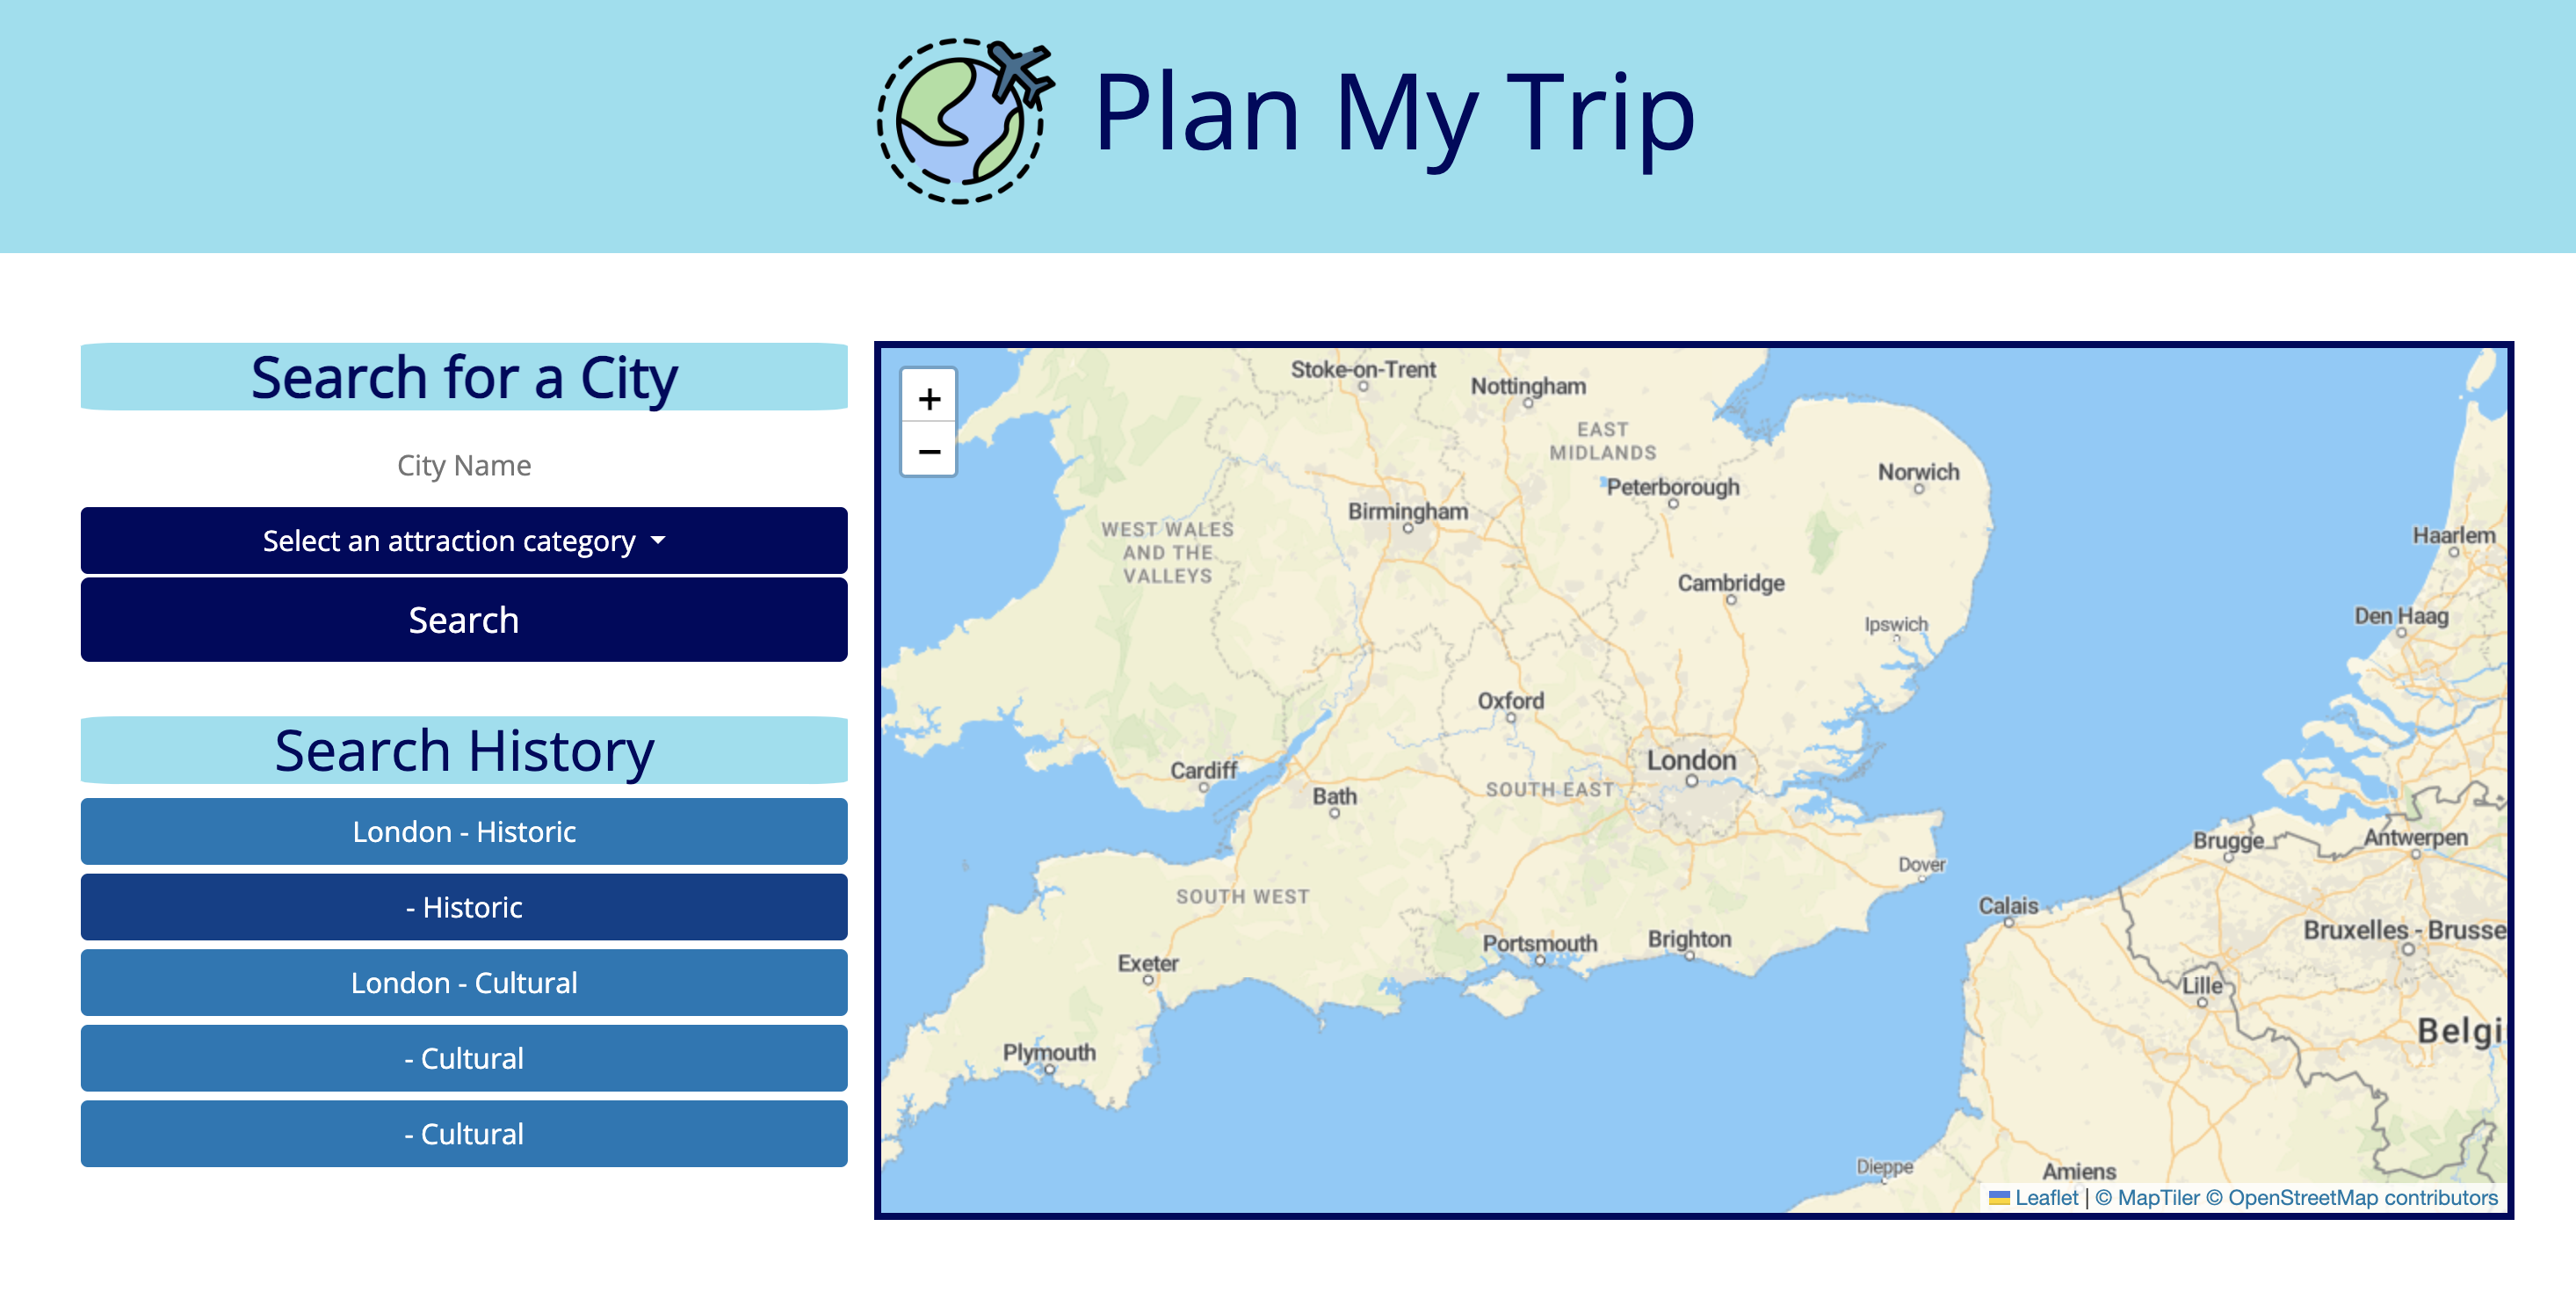 Plan My Trip
Search for a City
City Name
Select an attraction category
Search
Search History
London - Historic
- Historic
London - Cultural
- Cultural
- Cultural
+
−
Stoke-on-Trent
Nottingham
EAST
MIDLANDS
Norwich
Peterborough
Birmingham
WEST WALES
AND THE
VALLEYS
Haarlem
Cambridge
Den Haag
Ipswich
Oxford
London
Cardiff
SOUTH EAST
Bath
Brugge
Antwerpen
Dover
SOUTH WEST
Calais
Bruxelles - Brusse
Portsmouth
Brighton
Exeter
Lille
Belgi
Plymouth
Dieppe
Amiens
Leaflet | © MapTiler © OpenStreetMap contributors